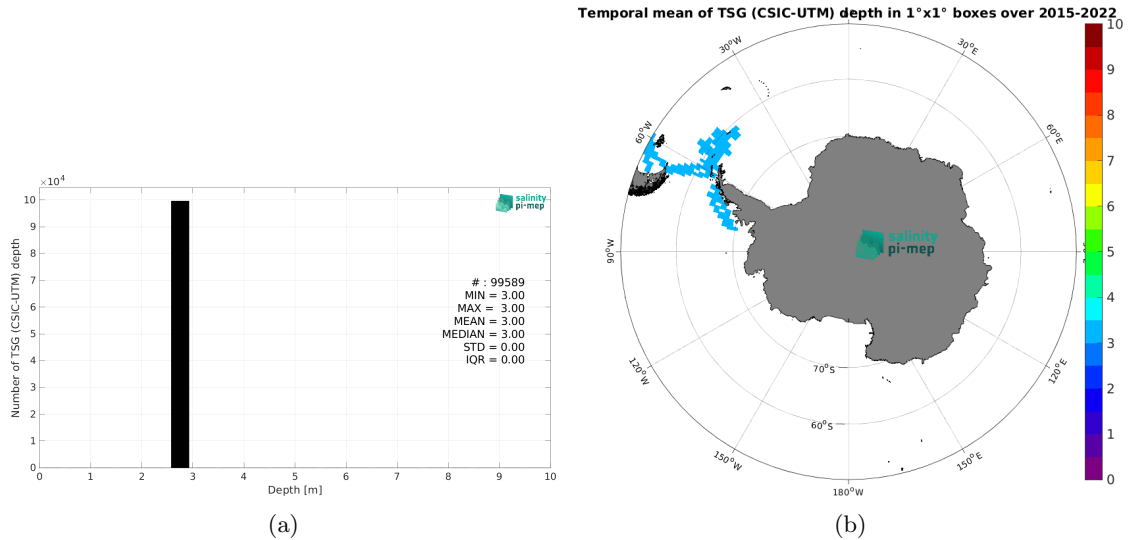 Temporal mean of TSG (CSIC-UTM) depth in 1°x1° boxes over 2015-2022
×10⁴
10
9
8
7
6
5
4
3
2
1
0
Number of TSG (CSIC-UTM) depth
salinity
pi-mep
# : 99589
MIN = 3.00
MAX = 3.00
MEAN = 3.00
MEDIAN = 3.00
STD = 0.00
IQR = 0.00
0 1 2 3 4 5 6 7 8 9 10
Depth [m]
(a)
30°W
30°E
60°W
60°E
90°W
salinity
pi-mep
120°W
120°E
70°S
60°S
150°W
150°E
180°W
10
9
8
7
6
5
4
3
2
1
0
(b)